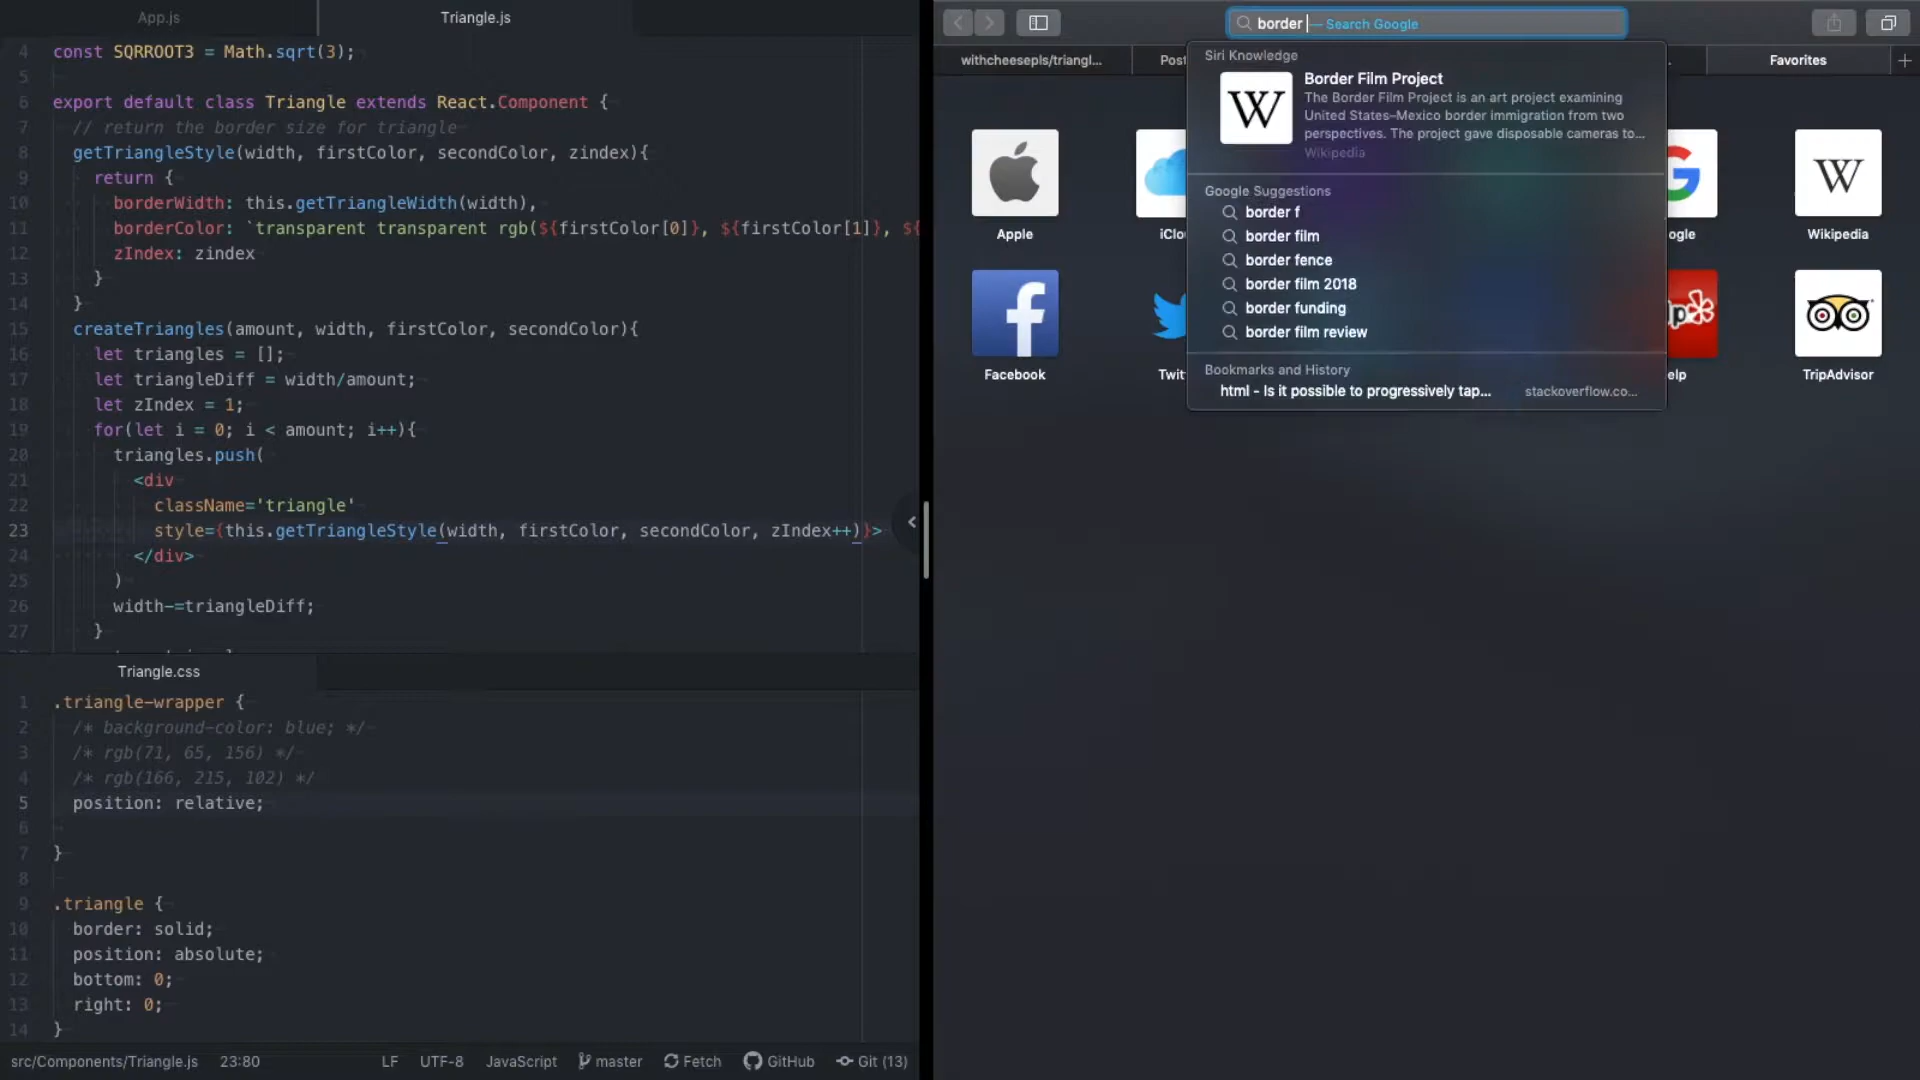 App.js
Triangle.js
4 const SQRROOT3 = Math.sqrt(3);
5
6 export default class Triangle extends React.Component {
7 // return the border size for triangle
8 getTriangleStyle(width, firstColor, secondColor, zindex){
9 return {
10 borderWidth: this.getTriangleWidth(width),
11 borderColor: `transparent transparent rgb(${firstColor[0]}, ${firstColor[1]}, ${
12 zIndex: zindex
13 }
14 }
15 createTriangles(amount, width, firstColor, secondColor){
16 let triangles = [];
17 let triangleDiff = width/amount;
18 let zIndex = 1;
19 for(let i = 0; i < amount; i++){
20 triangles.push(
21 <div
22 className='triangle'
23 style={this.getTriangleStyle(width, firstColor, secondColor, zIndex++)}>
24 </div>
25 )
26 width-=triangleDiff;
27 }
Triangle.css
1 .triangle-wrapper {
2 /* background-color: blue; */
3 /* rgb(71, 65, 156) */
4 /* rgb(166, 215, 102) */
5 position: relative;
6
7 }
8
9 .triangle {
10 border: solid;
11 position: absolute;
12 bottom: 0;
13 right: 0;
14 }
src/Components/Triangle.js 23:80 LF UTF-8 JavaScript master Fetch GitHub Git (13)
border — Search Google
withcheesepls/triangl... Post . Favorites +
Siri Knowledge
W
Border Film Project
The Border Film Project is an art project examining
United States–Mexico border immigration from two
perspectives. The project gave disposable cameras to...
Wikipedia
Google Suggestions
border f
border film
border fence
border film 2018
border funding
border film review
Bookmarks and History
html - Is it possible to progressively tap... stackoverflow.co...
Apple
iClou
G
ogle
W
Wikipedia
f
Facebook
Twit
lp
elp
TripAdvisor